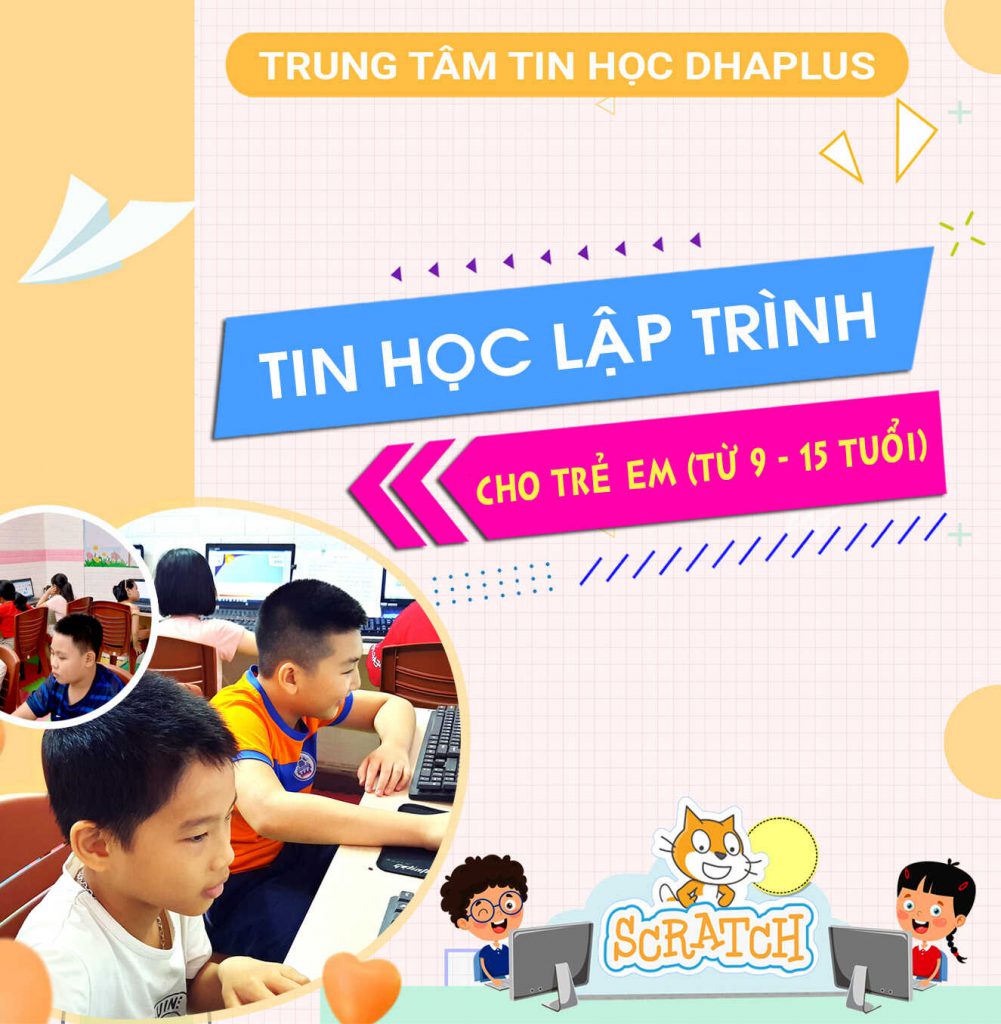 TRUNG TÂM TIN HỌC DHAPLUS
TIN HỌC LẬP TRÌNH
CHO TRẺ EM (TỪ 9 - 15 TUỔI)
SCRATCH